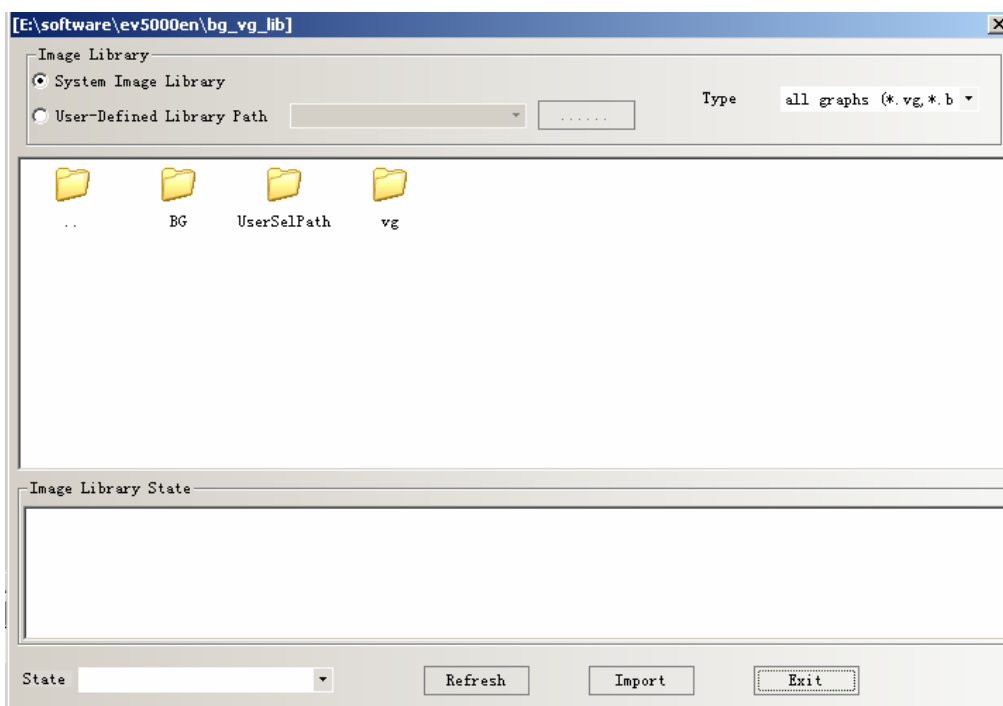 [E:\software\ev5000en\bg_vg_lib]
Image Library
System Image Library
User-Defined Library Path
......
Type
all graphs (*.vg,*.b
..
BG
UserSelPath
vg
Image Library State
State
Refresh
Import
Exit